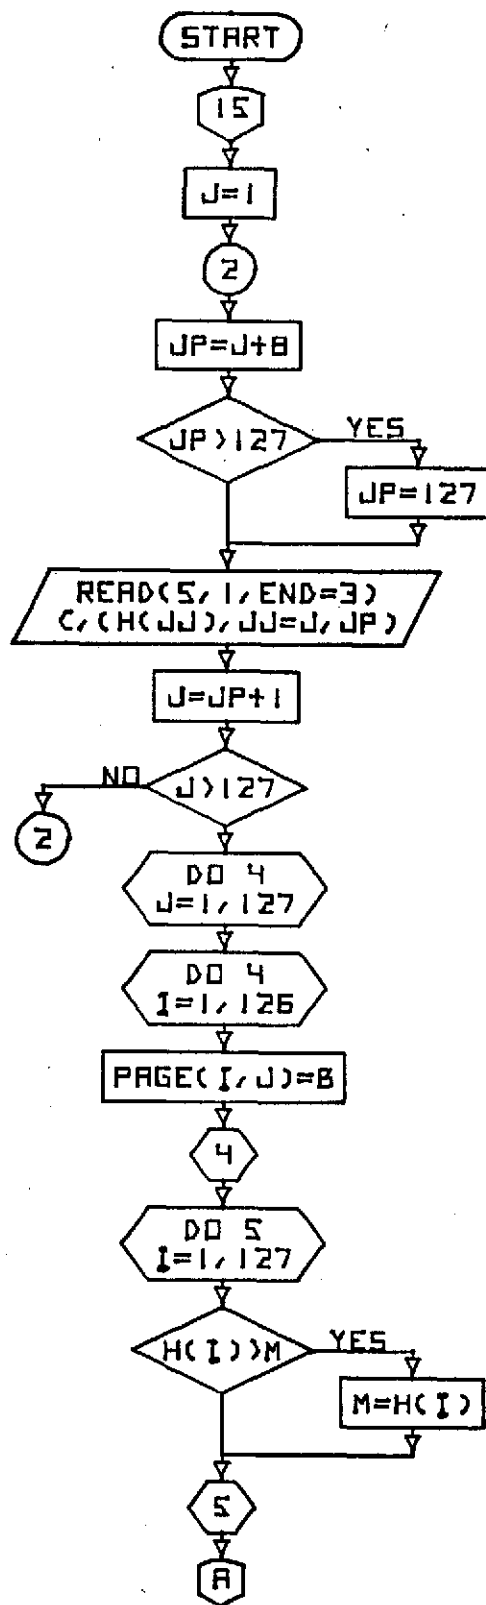 START
15
J=1
2
JP=J+8
JP>127
YES
JP=127
READ(5,1,END=3)
C,(H(JJ),JJ=J,JP)
J=JP+1
J>127
NO
2
DO 4
J=1,127
DO 4
I=1,126
PAGE(I,J)=B
4
DO 5
I=1,127
H(I)>M
YES
M=H(I)
5
A